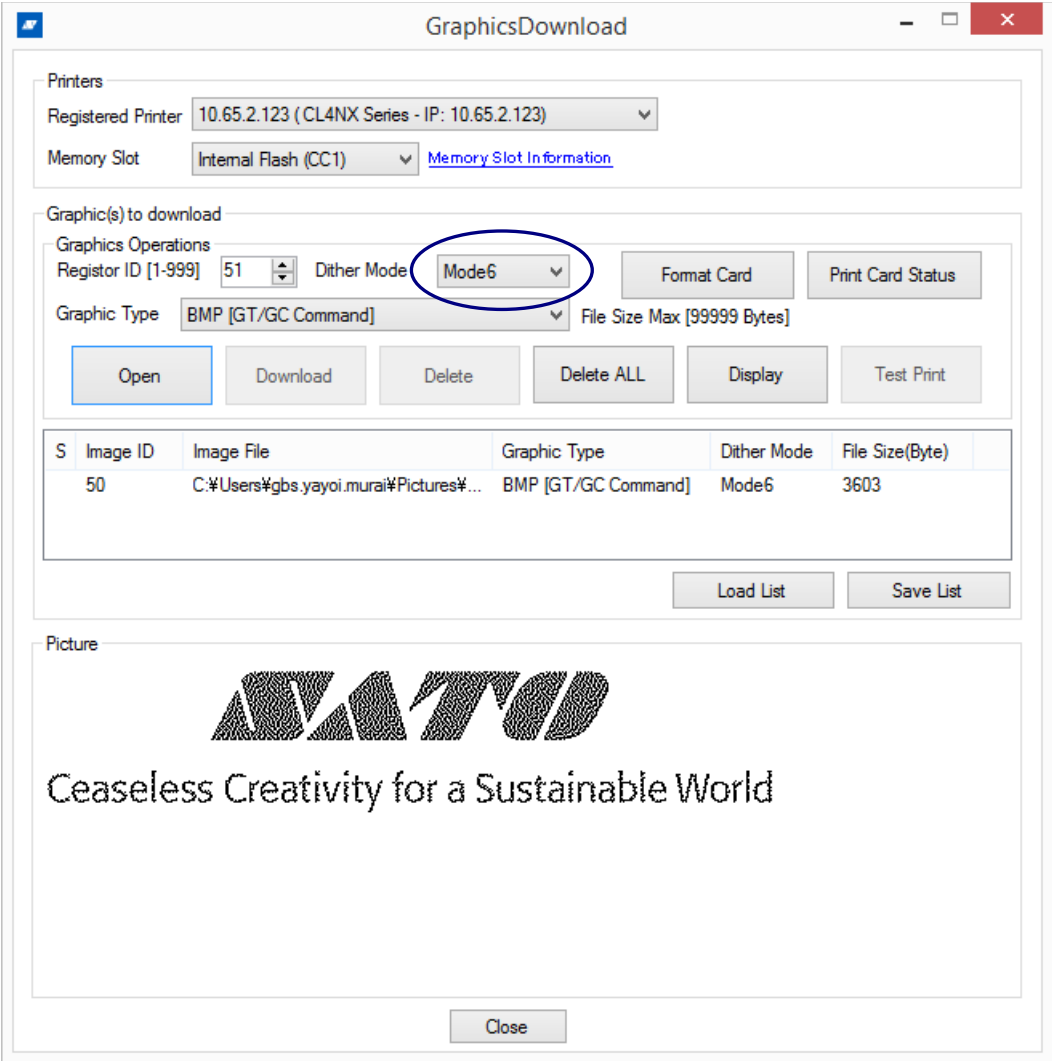 GraphicsDownload
Printers
Registered Printer 10.65.2.123 ( CL4NX Series - IP: 10.65.2.123)
Memory Slot Internal Flash (CC1) Memory Slot Information
Graphic(s) to download
Graphics Operations
Registor ID [1-999] 51 Dither Mode Mode6 Format Card Print Card Status
Graphic Type BMP [GT/GC Command] File Size Max [99999 Bytes]
Open Download Delete Delete ALL Display Test Print
S Image ID Image File Graphic Type Dither Mode File Size(Byte)
50 C:¥Users¥gbs.yayoi.murai¥Pictures¥... BMP [GT/GC Command] Mode6 3603
Load List Save List
Picture
SATO
Ceaseless Creativity for a Sustainable World
Close